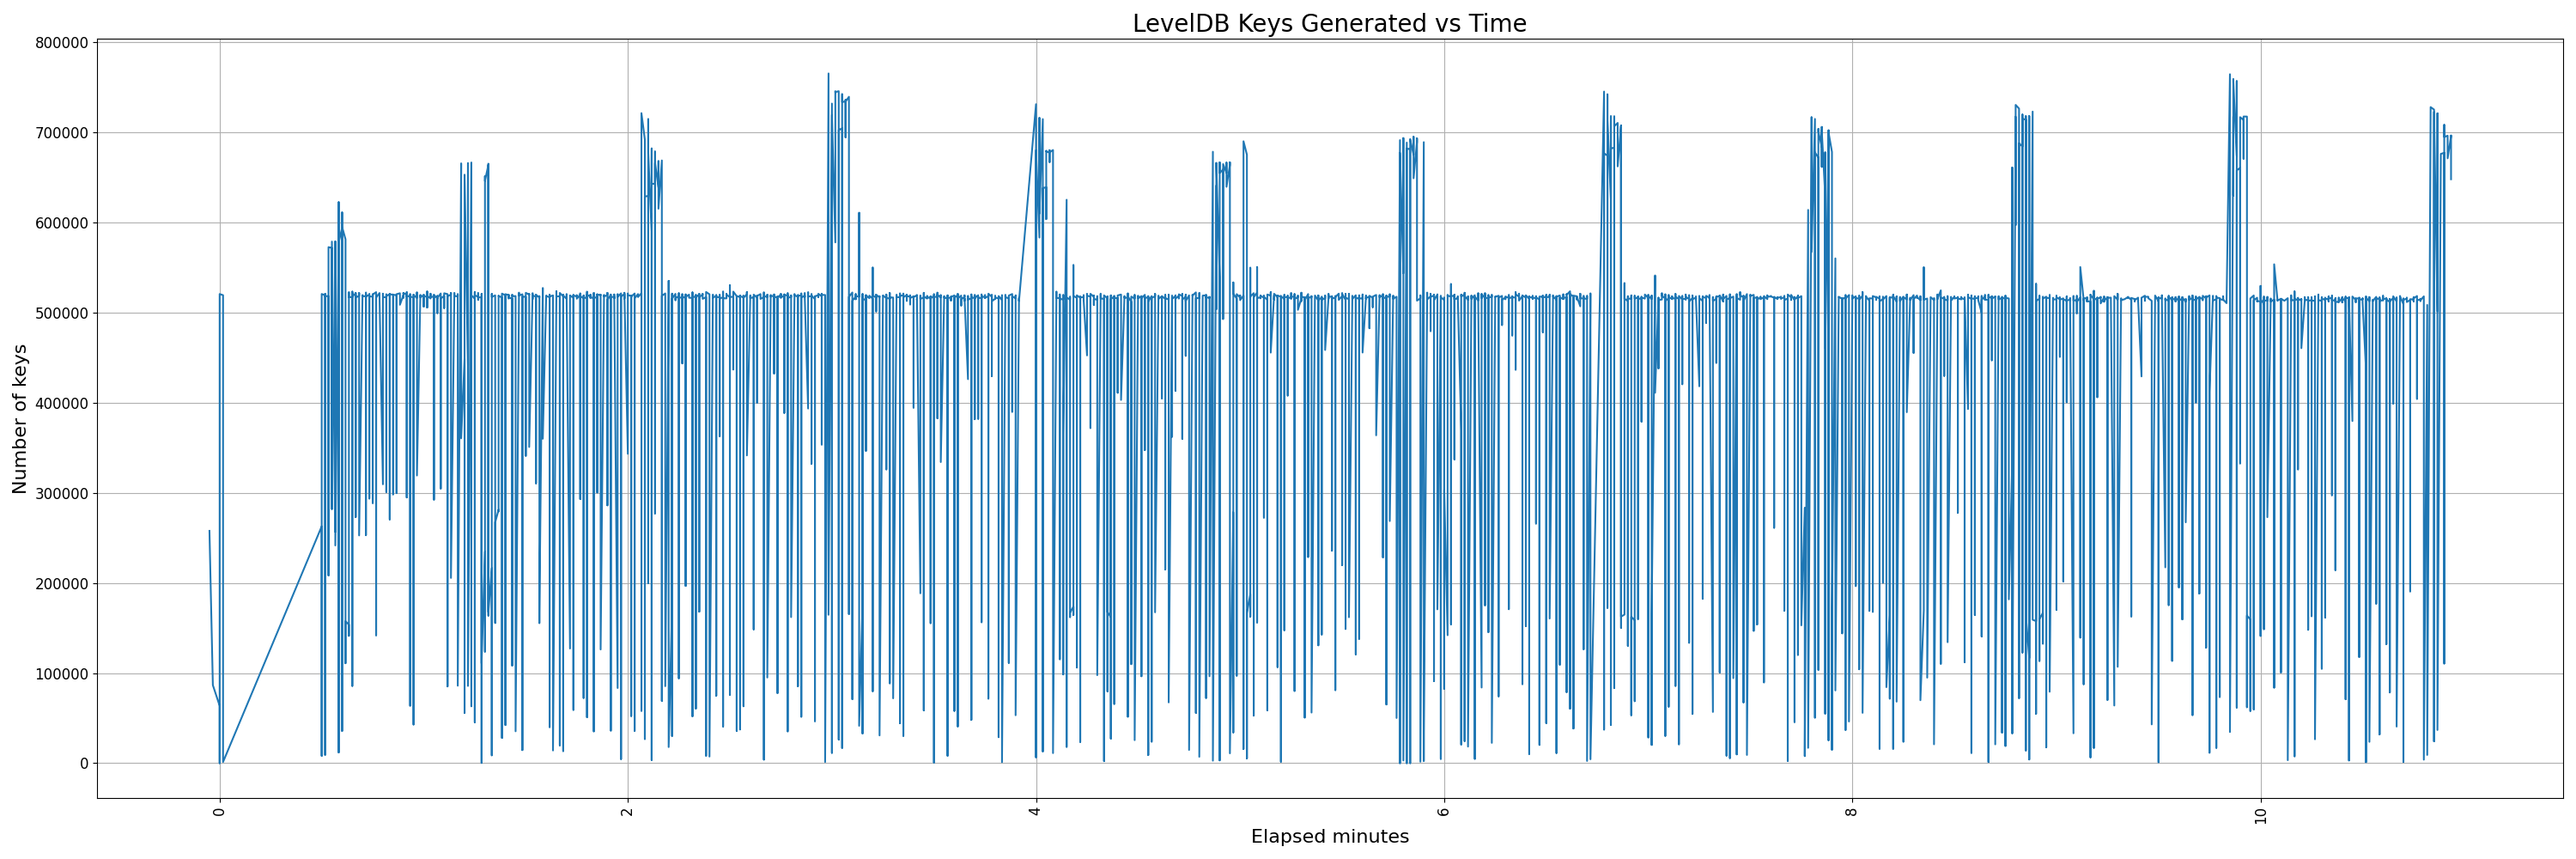 LevelDB Keys Generated vs Time
800000
700000
600000
500000
400000
300000
200000
100000
0
Number of keys
0 2 4 6 8 10
Elapsed minutes